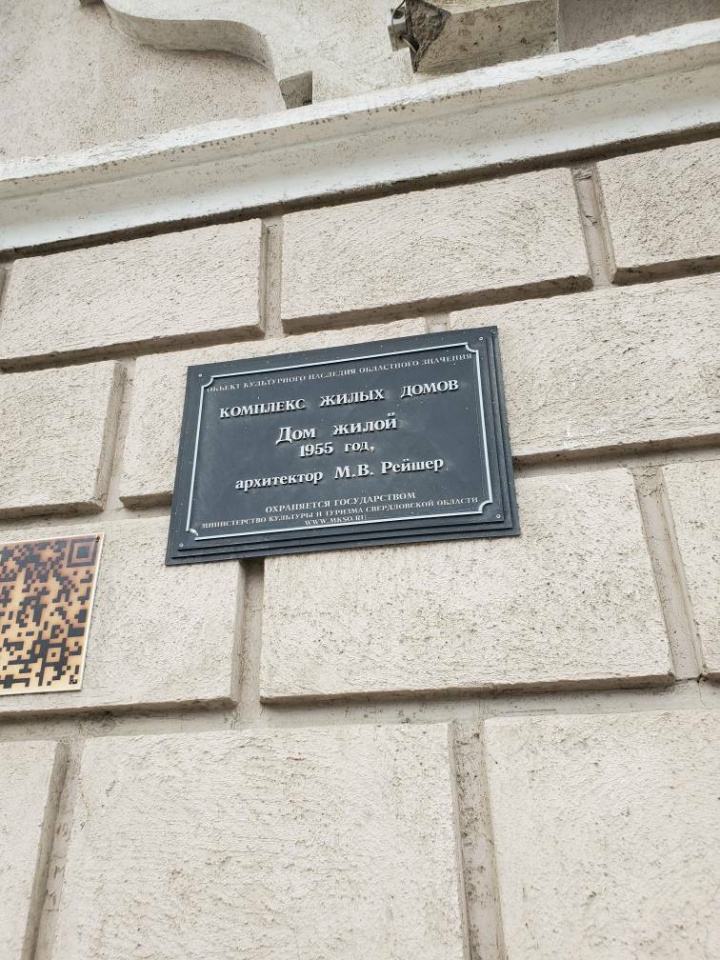 ОБЪЕКТ КУЛЬТУРНОГО НАСЛЕДИЯ ОБЛАСТНОГО ЗНАЧЕНИЯ
КОМПЛЕКС ЖИЛЫХ ДОМОВ
Дом жилой
1955 год,
архитектор М.В. Рейшер
ОХРАНЯЕТСЯ ГОСУДАРСТВОМ
МИНИСТЕРСТВО КУЛЬТУРЫ И ТУРИЗМА СВЕРДЛОВСКОЙ ОБЛАСТИ
WWW.MKSO.RU